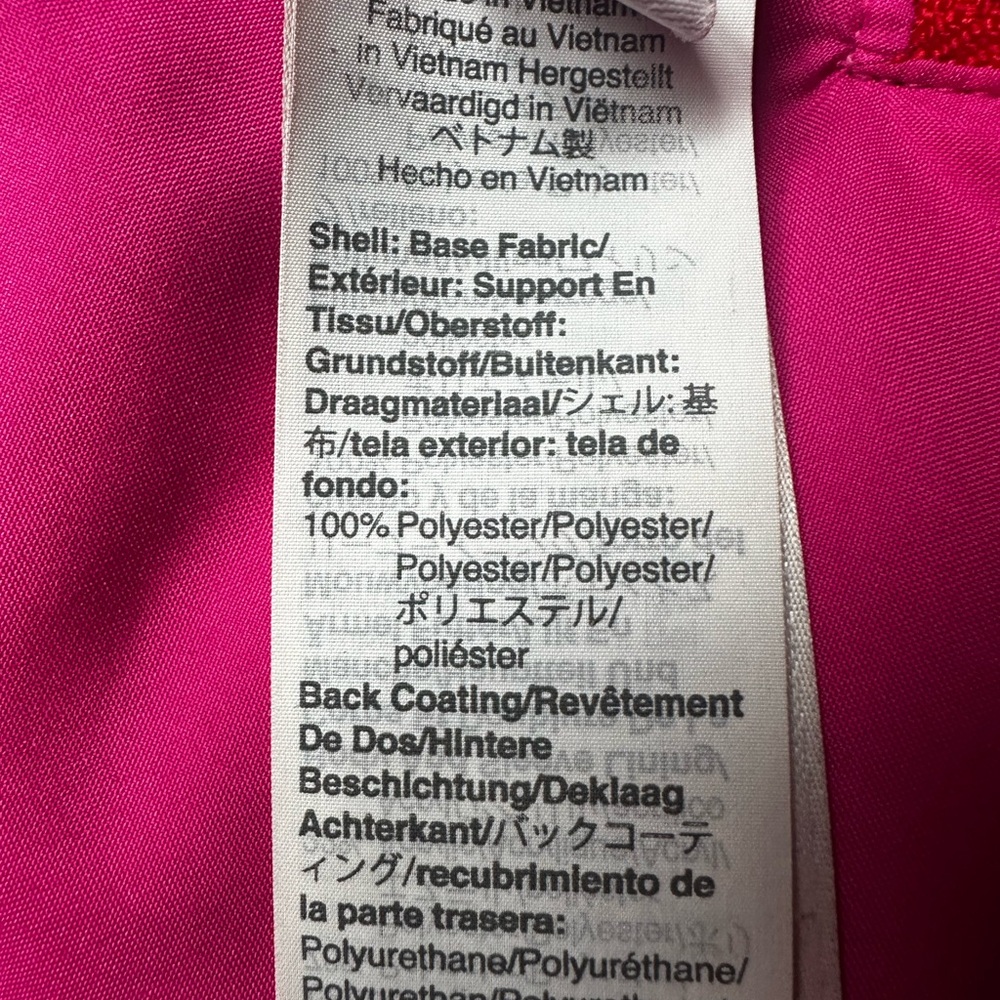 in Vietnam
Fabriqué au Vietnam
in Vietnam Hergestellt
Vervaardigd in Viëtnam
ベトナム製
Hecho en Vietnam
Shell: Base Fabric/
Extérieur: Support En
Tissu/Oberstoff:
Grundstoff/Buitenkant:
Draagmateriaal/シェル: 基
布/tela exterior: tela de
fondo:
100% Polyester/Polyester/
Polyester/Polyester/
ポリエステル/
poliéster
Back Coating/Revêtement
De Dos/Hintere
Beschichtung/Deklaag
Achterkant/バックコーテ
ィング/recubrimiento de
la parte trasera:
Polyurethane/Polyuréthane/